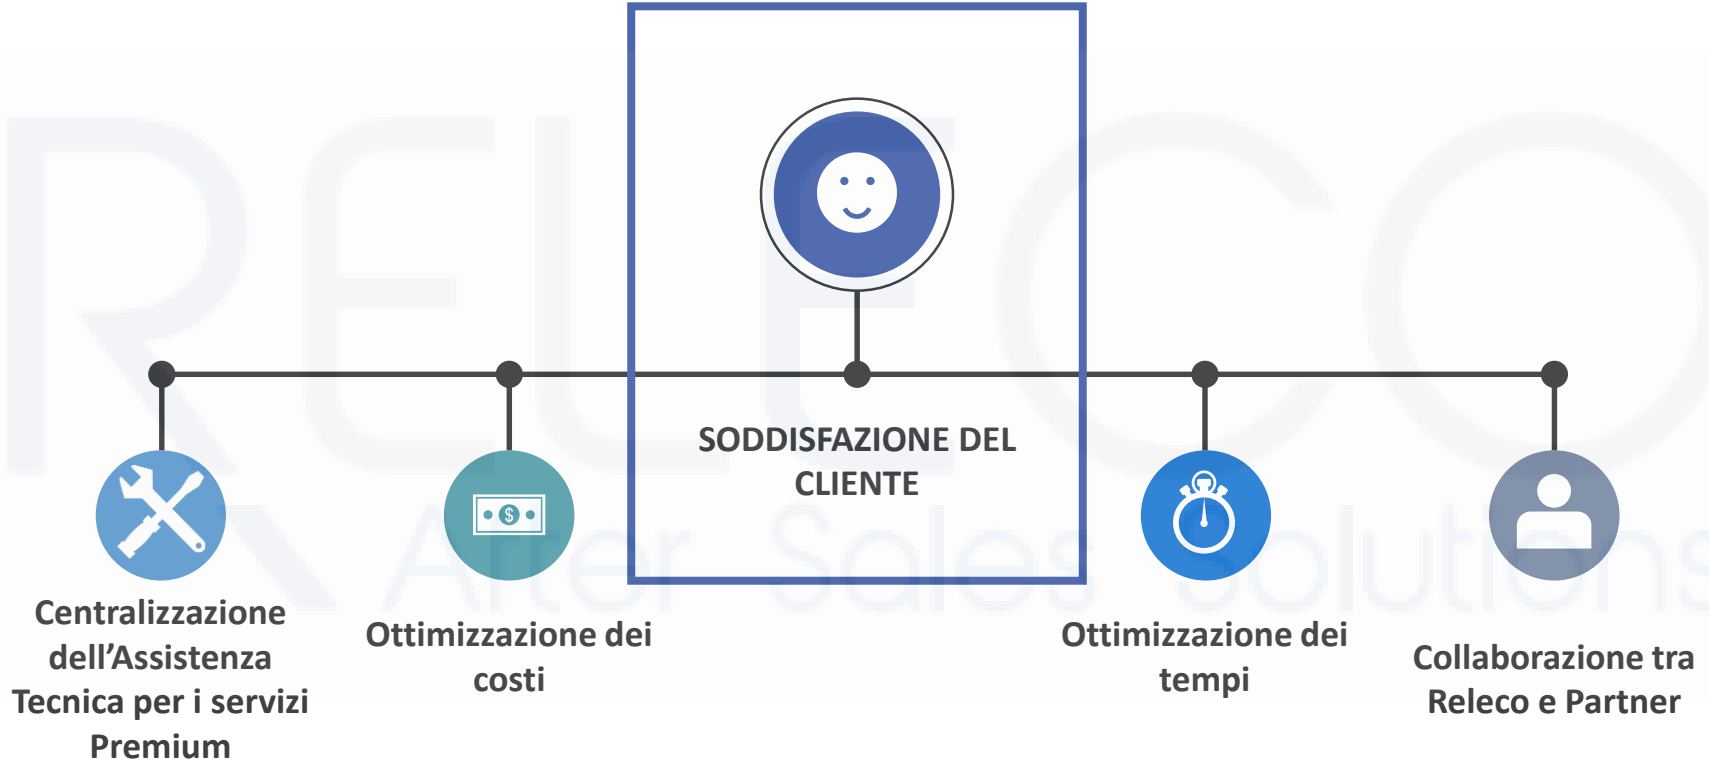 RELECO
After Sales Solutions
SODDISFAZIONE DEL
CLIENTE
$
Centralizzazione
dell’Assistenza
Tecnica per i servizi
Premium
Ottimizzazione dei
costi
Ottimizzazione dei
tempi
Collaborazione tra
Releco e Partner